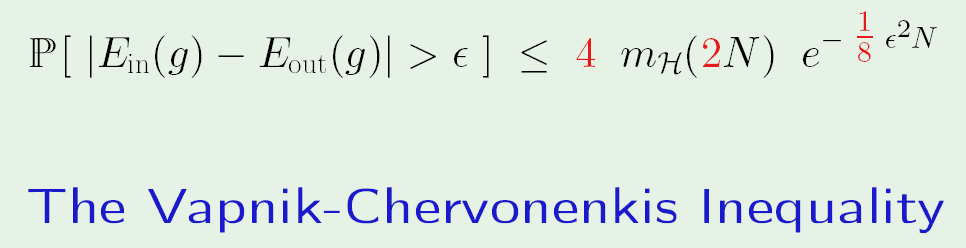 ℙ[ |E_in(g) − E_out(g)| > ϵ ] ≤ 4 m_ℋ(2N) e^{− 1/8 ϵ²N}
The Vapnik-Chervonenkis Inequality